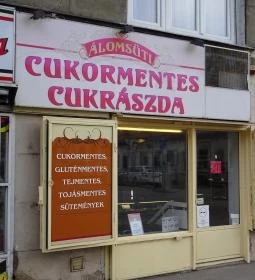 ÁLOMSÜTI
CUKORMENTES
CUKRÁSZDA
CUKORMENTES,
GLUTÉNMENTES,
TEJMENTES,
TOJÁSMENTES
SÜTEMÉNYEK